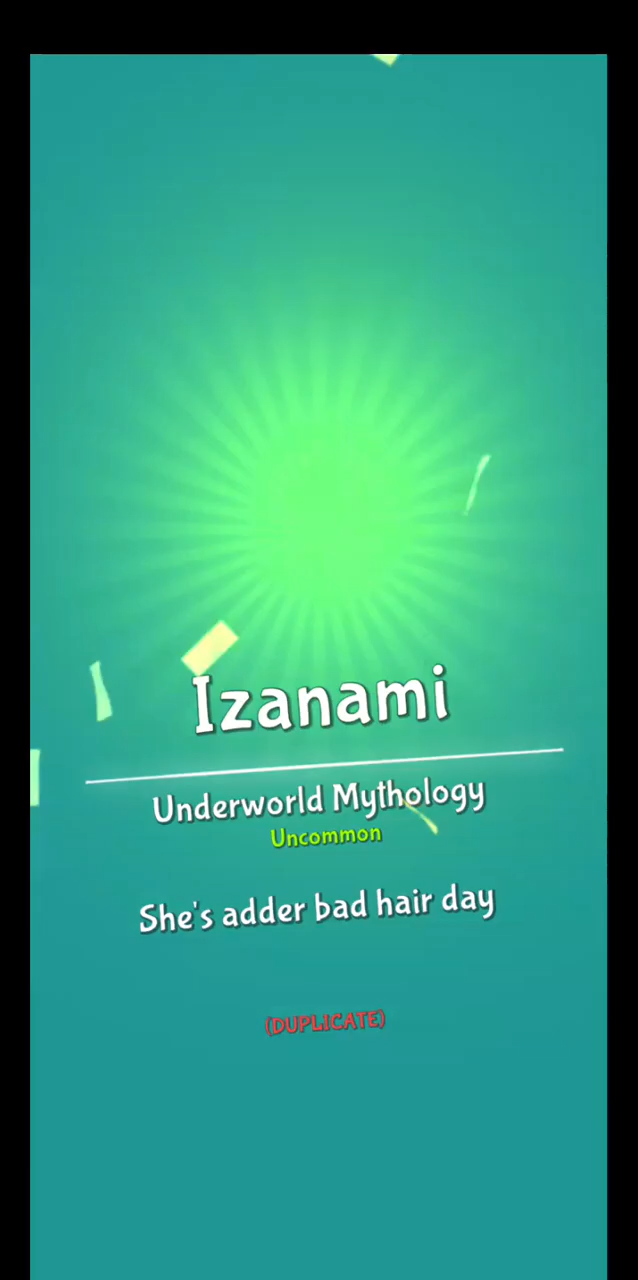 Izanami
Underworld Mythology
Uncommon
She's adder bad hair day
(DUPLICATE)